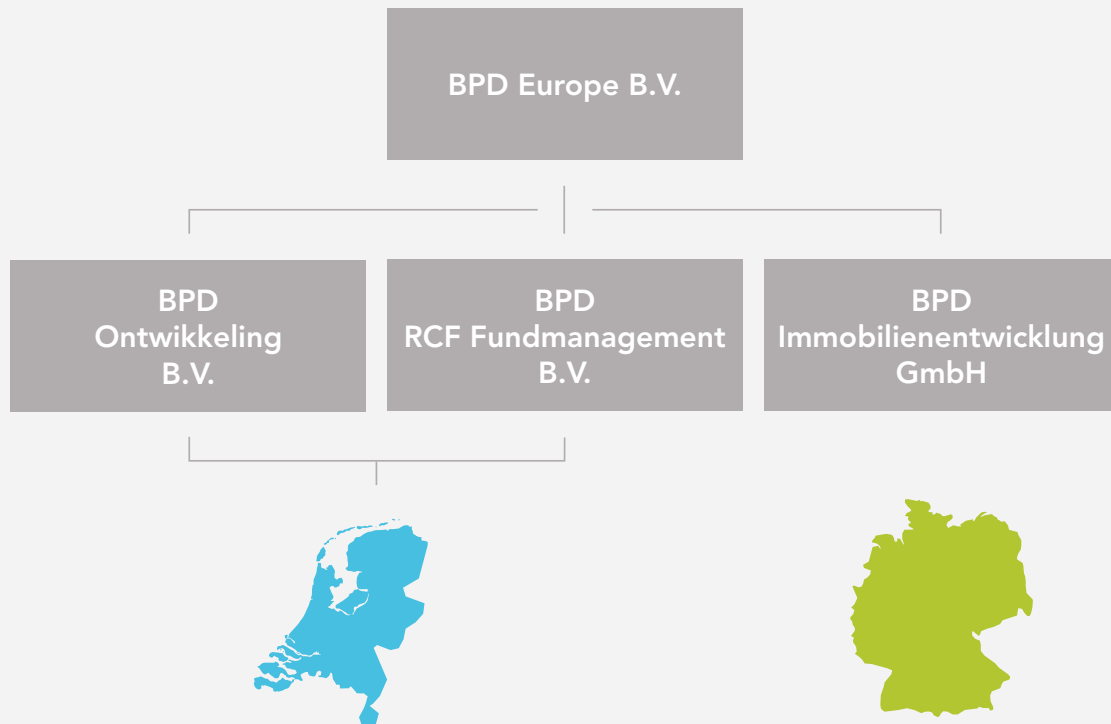 BPD Europe B.V.
BPD
Ontwikkeling
B.V.
BPD
RCF Fundmanagement
B.V.
BPD
Immobilienentwicklung
GmbH